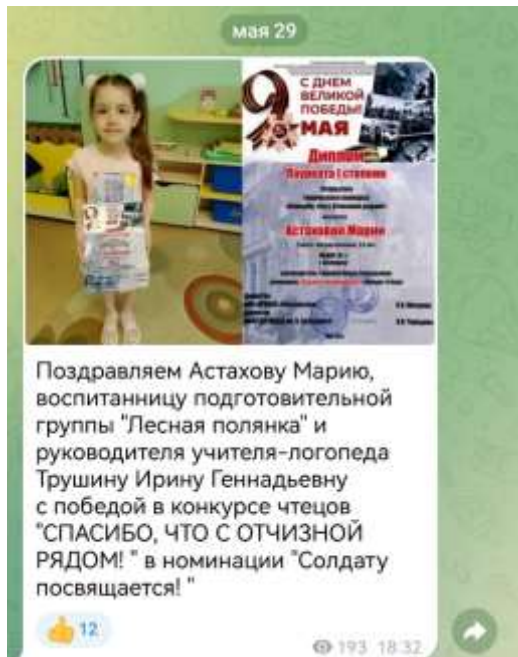 мая 29
С ДНЕМ
ВЕЛИКОЙ
ПОБЕДЫ!
9 МАЯ
Диплом
Лауреата I степени
Астахова Мария
Поздравляем Астахову Марию,
воспитанницу подготовительной
группы "Лесная полянка" и
руководителя учителя-логопеда
Трушину Ирину Геннадьевну
с победой в конкурсе чтецов
"СПАСИБО, ЧТО С ОТЧИЗНОЙ
РЯДОМ! " в номинации "Солдату
посвящается! "
12
193 18:32